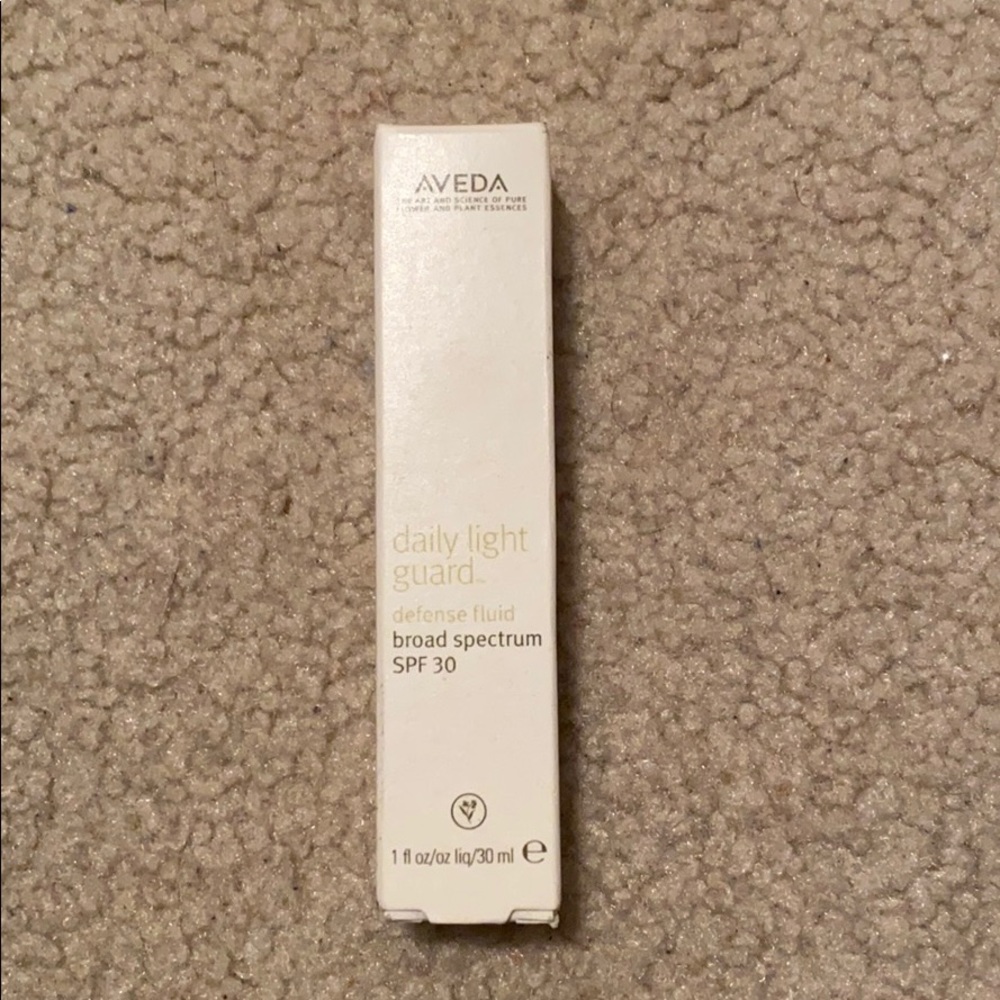 AVEDA
THE ART AND SCIENCE OF PURE
FLOWER AND PLANT ESSENCES
daily light
guard™
defense fluid
broad spectrum
SPF 30
1 fl oz/oz liq/30 ml ℮